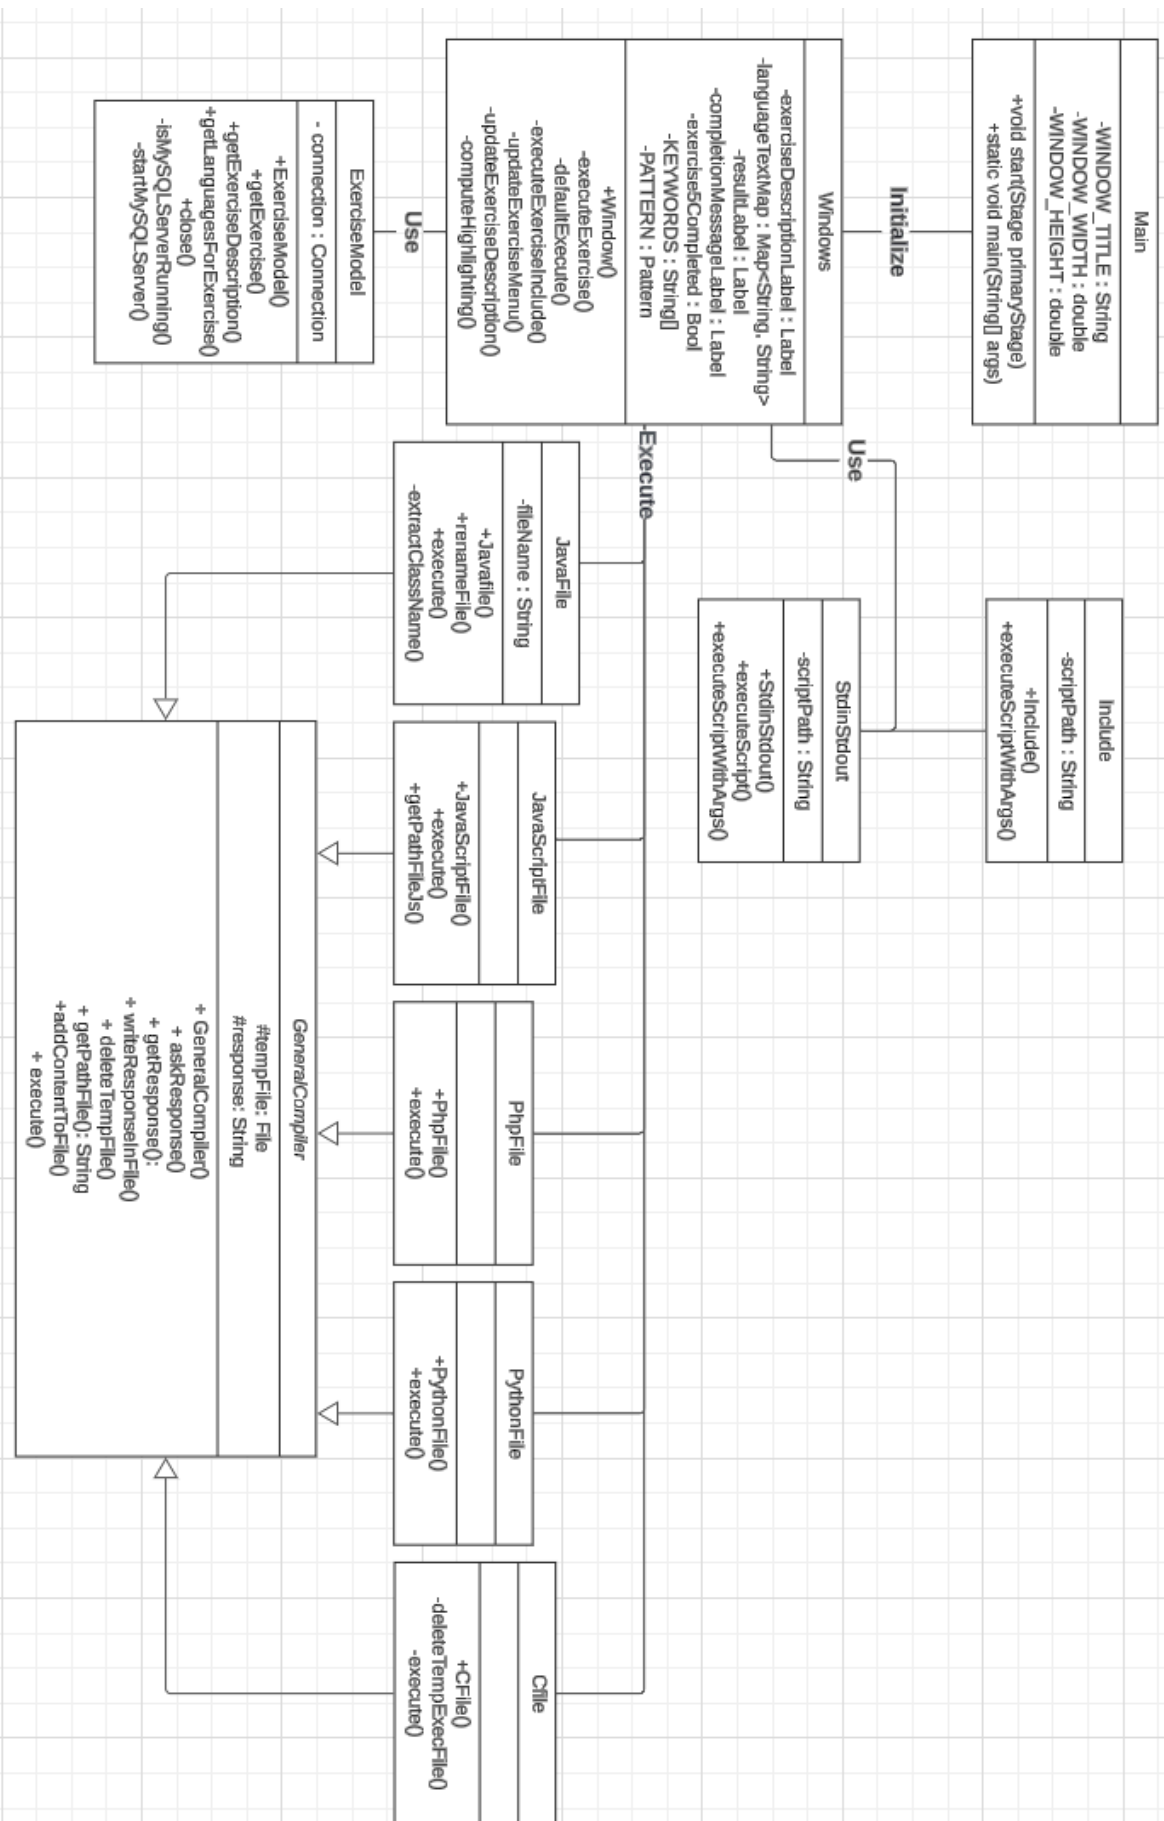 Main
-WINDOW_TITLE : String
-WINDOW_WIDTH : double
-WINDOW_HEIGHT : double
+void start(Stage primaryStage)
+static void main(String[] args)
Initialize
Windows
-exerciseDescriptionLabel : Label
-languageTextMap : Map<String, String>
-resultLabel : Label
-completionMessageLabel : Label
-exercise5Completed : Bool
-KEYWORDS : String[]
-PATTERN : Pattern
+Window()
-executeExercise()
-defaultExecute()
-executeExerciseInclude()
-updateExerciseMenu()
-updateExerciseDescription()
-computeHighlighting()
Use
ExerciseModel
- connection : Connection
+ExerciseModel()
+getExercise()
+getExerciseDescription()
+getLanguagesForExercise()
+close()
-isMySQLServerRunning()
-startMySQLServer()
Use
Include
-scriptPath : String
+Include()
+executeScriptWithArgs()
StdinStdout
-scriptPath : String
+StdinStdout()
+executeScript()
+executeScriptWithArgs()
-Execute
JavaFile
-fileName : String
+Javafile()
+renameFile()
+execute()
-extractClassName()
JavaScriptFile
+JavaScriptFile()
+execute()
+getPathFileJs()
PhpFile
+PhpFile()
+execute()
PythonFile
+PythonFile()
+execute()
Cfile
+CFile()
-deleteTempExecFile()
-execute()
GeneralCompiler
#tempFile: File
#response: String
+ GeneralCompiler()
+ askResponse()
+ getResponse():
+ writeResponseInFile()
+ deleteTempFile()
+ getPathFile(): String
+addContentToFile()
+ execute()